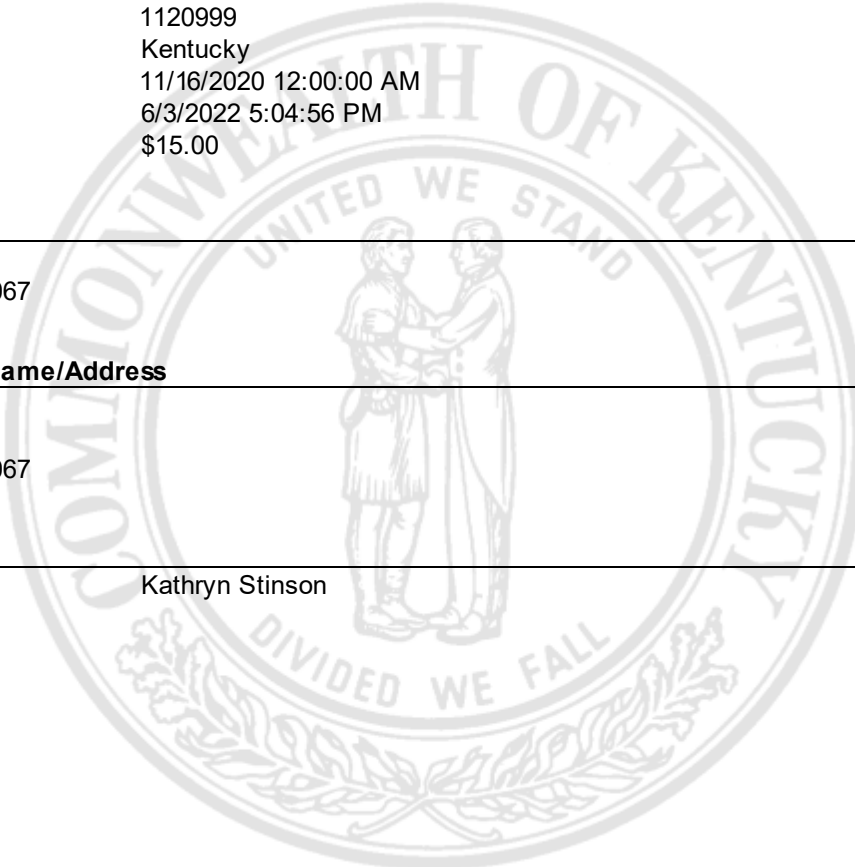 1120999
Kentucky
11/16/2020 12:00:00 AM
6/3/2022 5:04:56 PM
$15.00
COMMONWEALTH OF KENTUCKY
UNITED WE STAND
067
ame/Address
067
Kathryn Stinson
DIVIDED WE FALL